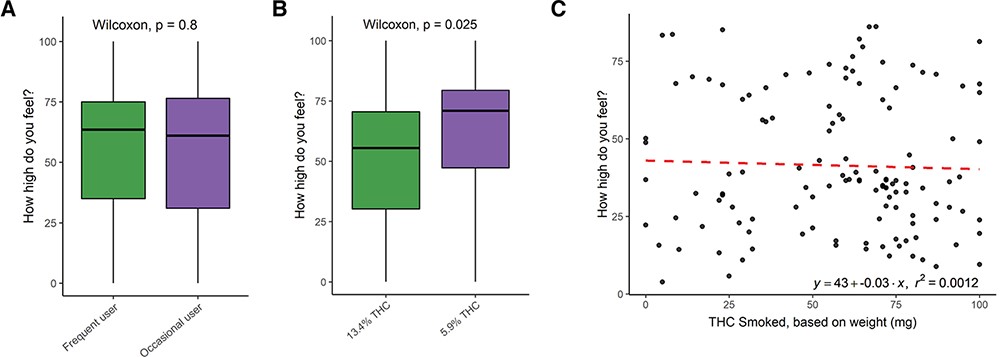 A
Wilcoxon, p = 0.8
How high do you feel?
100
75
50
25
0
Frequent user
Occasional user
B
Wilcoxon, p = 0.025
How high do you feel?
100
75
50
25
0
13.4% THC
5.9% THC
C
How high do you feel?
75
50
25
0
y = 43 + -0.03 · x, r² = 0.0012
0
25
50
75
100
THC Smoked, based on weight (mg)